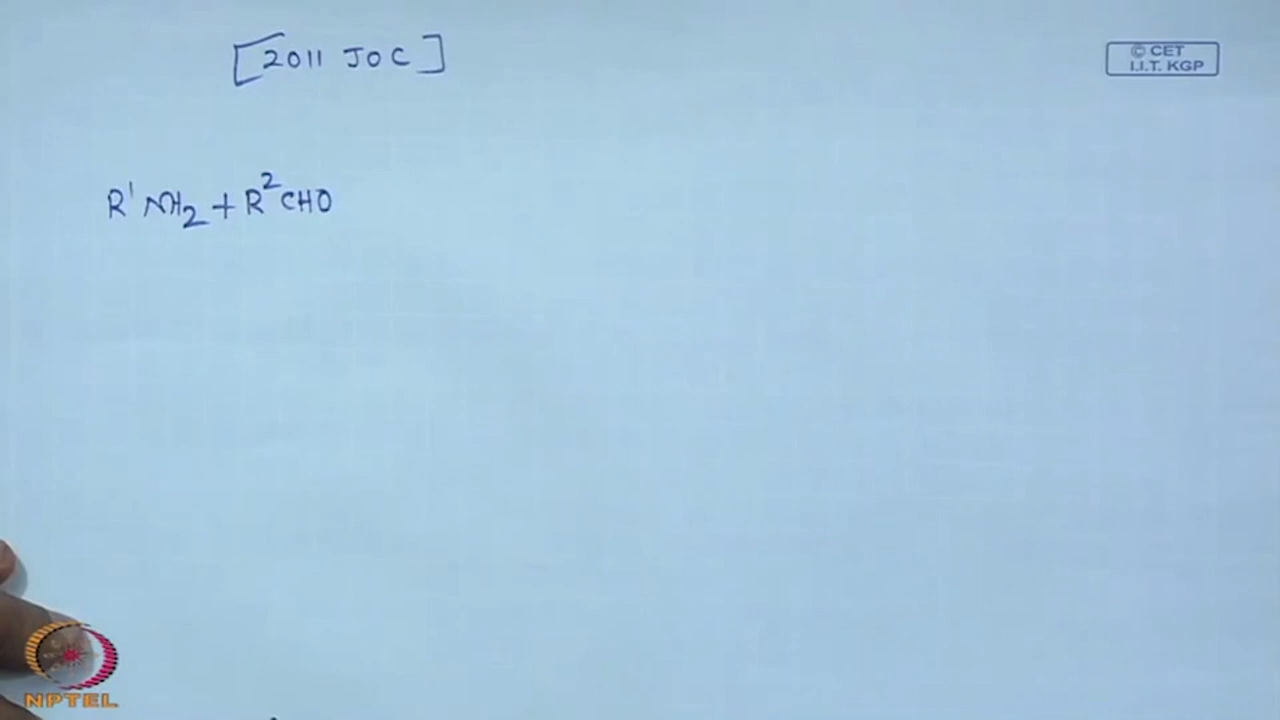 [2011 JOC]
© CET
I.I.T. KGP
R¹NH₂ + R²CHO
NPTEL